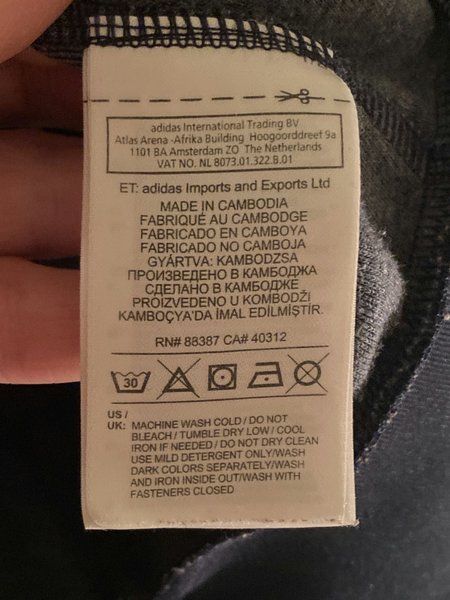 adidas International Trading BV
Atlas Arena -Afrika Building Hoogoorddreet 9a
1101 BA Amsterdam ZO The Netherlands
VAT NO. NL 8073.01.322.B.01
ET: adidas Imports and Exports Ltd
MADE IN CAMBODIA
FABRIQUÉ AU CAMBODGE
FABRICADO EN CAMBOYA
FABRICADO NO CAMBOJA
GYÁRTVA: KAMBODZSA
ПРОИЗВЕДЕНО В КАМБОДЖА
СДЕЛАНО В КАМБОДЖЕ
PROIZVEDENO U KOMBODŽI
KAMBOÇYA'DA İMAL EDİLMİŞTİR.
RN# 88387 CA# 40312
30
US /
UK: MACHINE WASH COLD / DO NOT
BLEACH / TUMBLE DRY LOW / COOL
IRON IF NEEDED / DO NOT DRY CLEAN
USE MILD DETERGENT ONLY/WASH
DARK COLORS SEPARATELY/WASH
AND IRON INSIDE OUT/WASH WITH
FASTENERS CLOSED